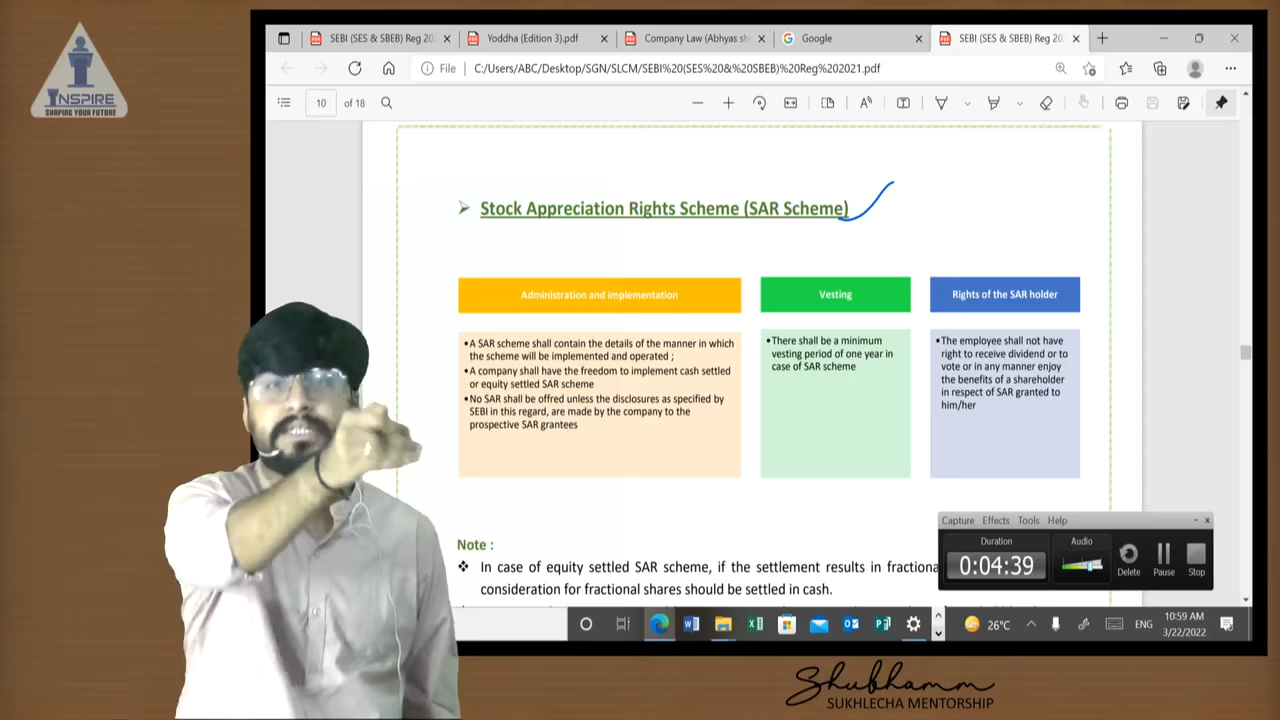 INSPIRE
SHAPING YOUR FUTURE
SEBI (SES & SBEB) Reg 20
Yoddha (Edition 3).pdf
Company Law (Abhyas sh
Google
SEBI (SES & SBEB) Reg 20
File
C:/Users/ABC/Desktop/SGN/SLCM/SEBI%20(SES%20&%20SBEB)%20Reg%202021.pdf
10 of 18
➢ Stock Appreciation Rights Scheme (SAR Scheme)
Administration and implementation
•A SAR scheme shall contain the details of the manner in which
the scheme will be implemented and operated ;
•A company shall have the freedom to implement cash settled
or equity settled SAR scheme
•No SAR shall be offred unless the disclosures as specified by
SEBI in this regard, are made by the company to the
prospective SAR grantees
Vesting
•There shall be a minimum
vesting period of one year in
case of SAR scheme
Rights of the SAR holder
•The employee shall not have
right to receive dividend or to
vote or in any manner enjoy
the benefits of a shareholder
in respect of SAR granted to
him/her
Note :
❖ In case of equity settled SAR scheme, if the settlement results in fractiona
consideration for fractional shares should be settled in cash.
Capture Effects Tools Help
Duration
0:04:39
Audio
Delete
Pause
Stop
26°C
ENG
10:59 AM
3/22/2022
Shubhamm
SUKHLECHA MENTORSHIP